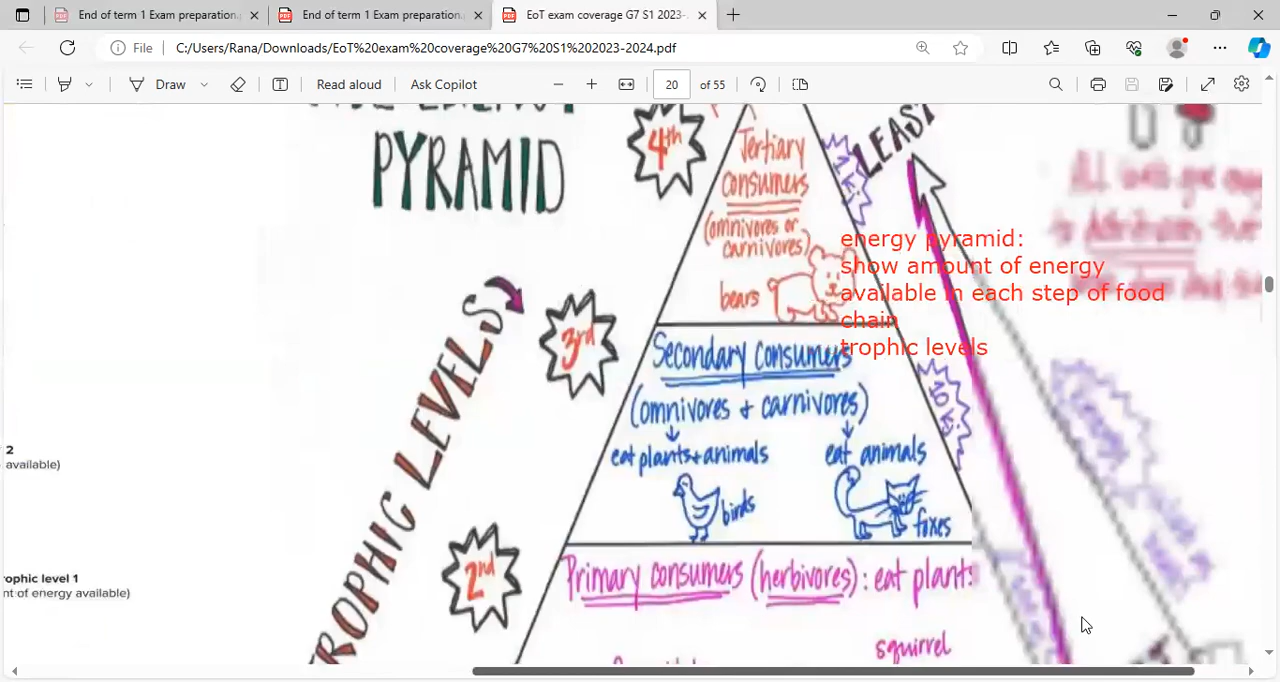 End of term 1 Exam preparation.
End of term 1 Exam preparation.
EoT exam coverage G7 S1 2023-
File
C:/Users/Rana/Downloads/EoT%20exam%20coverage%20G7%20S1%202023-2024.pdf
Draw
Read aloud
Ask Copilot
20 of 55
PYRAMID
4th
Tertiary
consumers
(omnivores or
carnivores)
bears
1 Kj
LEAST
energy pyramid:
show amount of energy
available in each step of food
chain
trophic levels
TROPHIC LEVELS
3rd
Secondary consumers
(omnivores + carnivores)
eat plants + animals
eat animals
birds
foxes
10 Kj
2
available)
2nd
Primary consumers (herbivores): eat plants
rophic level 1
nt of energy available)
squirrel